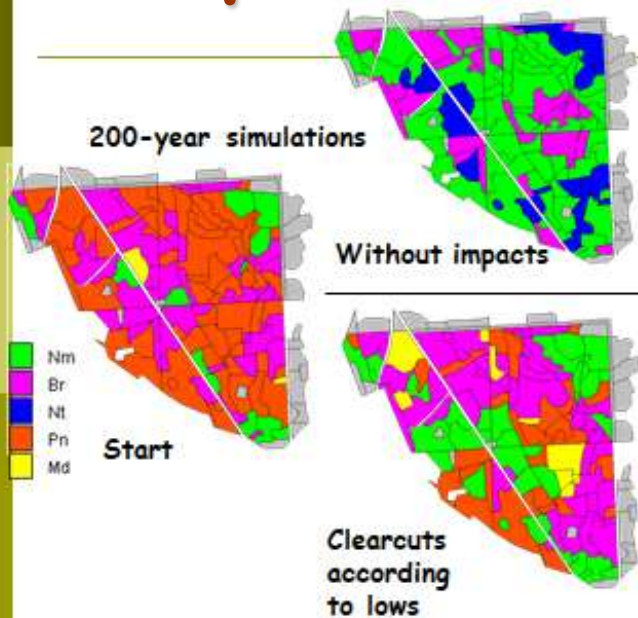 200-year simulations
Without impacts
Nm
Br
Nt
Pn
Md
Start
Clearcuts
according
to lows